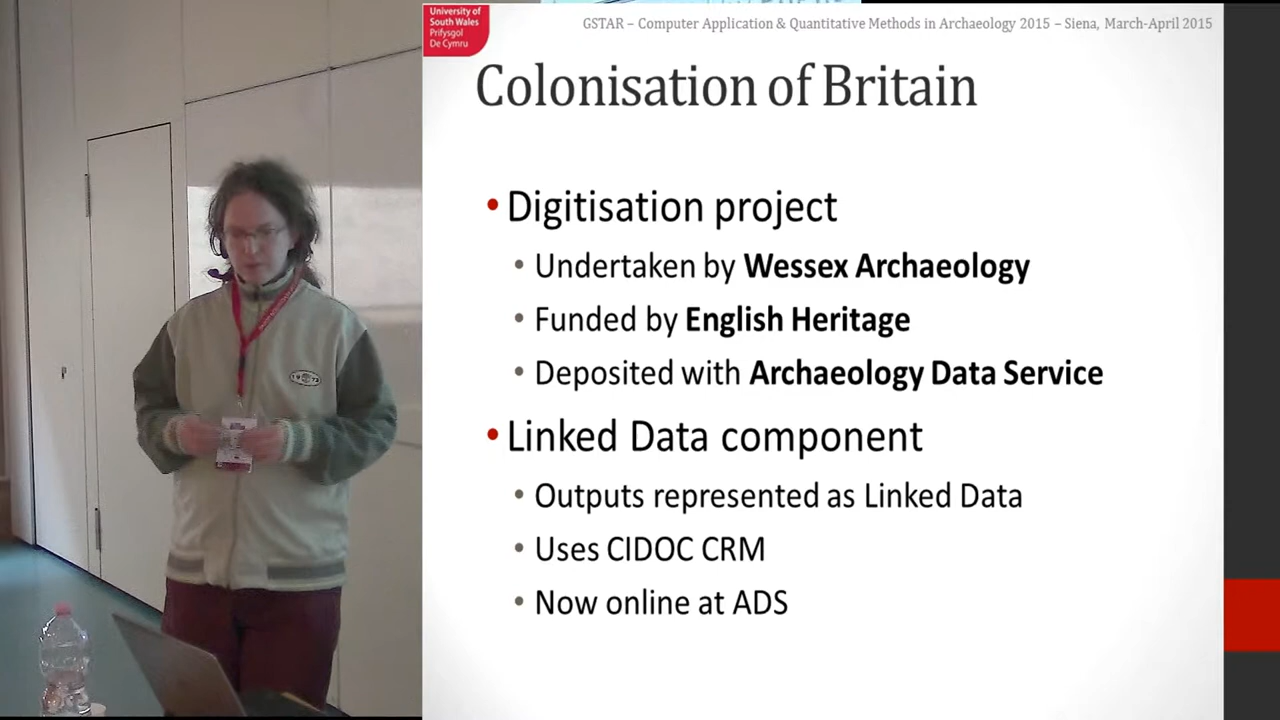 University of
South Wales
Prifysgol
De Cymru
GSTAR – Computer Application & Quantitative Methods in Archaeology 2015 – Siena, March-April 2015
Colonisation of Britain
• Digitisation project
• Undertaken by Wessex Archaeology
• Funded by English Heritage
• Deposited with Archaeology Data Service
• Linked Data component
• Outputs represented as Linked Data
• Uses CIDOC CRM
• Now online at ADS
1973